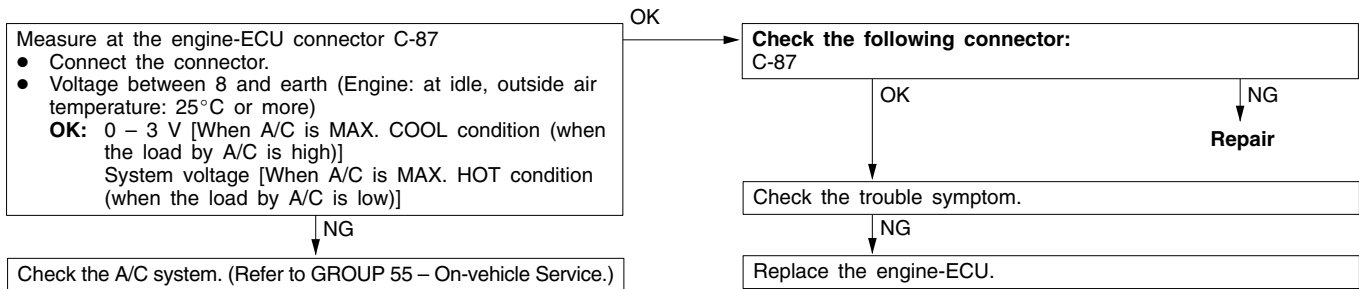 Measure at the engine-ECU connector C-87
● Connect the connector.
● Voltage between 8 and earth (Engine: at idle, outside air
temperature: 25°C or more)
OK: 0 – 3 V [When A/C is MAX. COOL condition (when
the load by A/C is high)]
System voltage [When A/C is MAX. HOT condition
(when the load by A/C is low)]
OK
Check the following connector:
C-87
OK
NG
Repair
Check the trouble symptom.
NG
NG
Check the A/C system. (Refer to GROUP 55 – On-vehicle Service.)
Replace the engine-ECU.